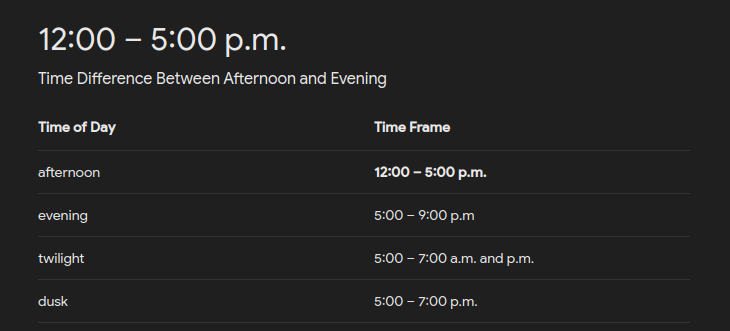 12:00 – 5:00 p.m.
Time Difference Between Afternoon and Evening
Time of Day Time Frame
afternoon 12:00 – 5:00 p.m.
evening 5:00 – 9:00 p.m
twilight 5:00 – 7:00 a.m. and p.m.
dusk 5:00 – 7:00 p.m.